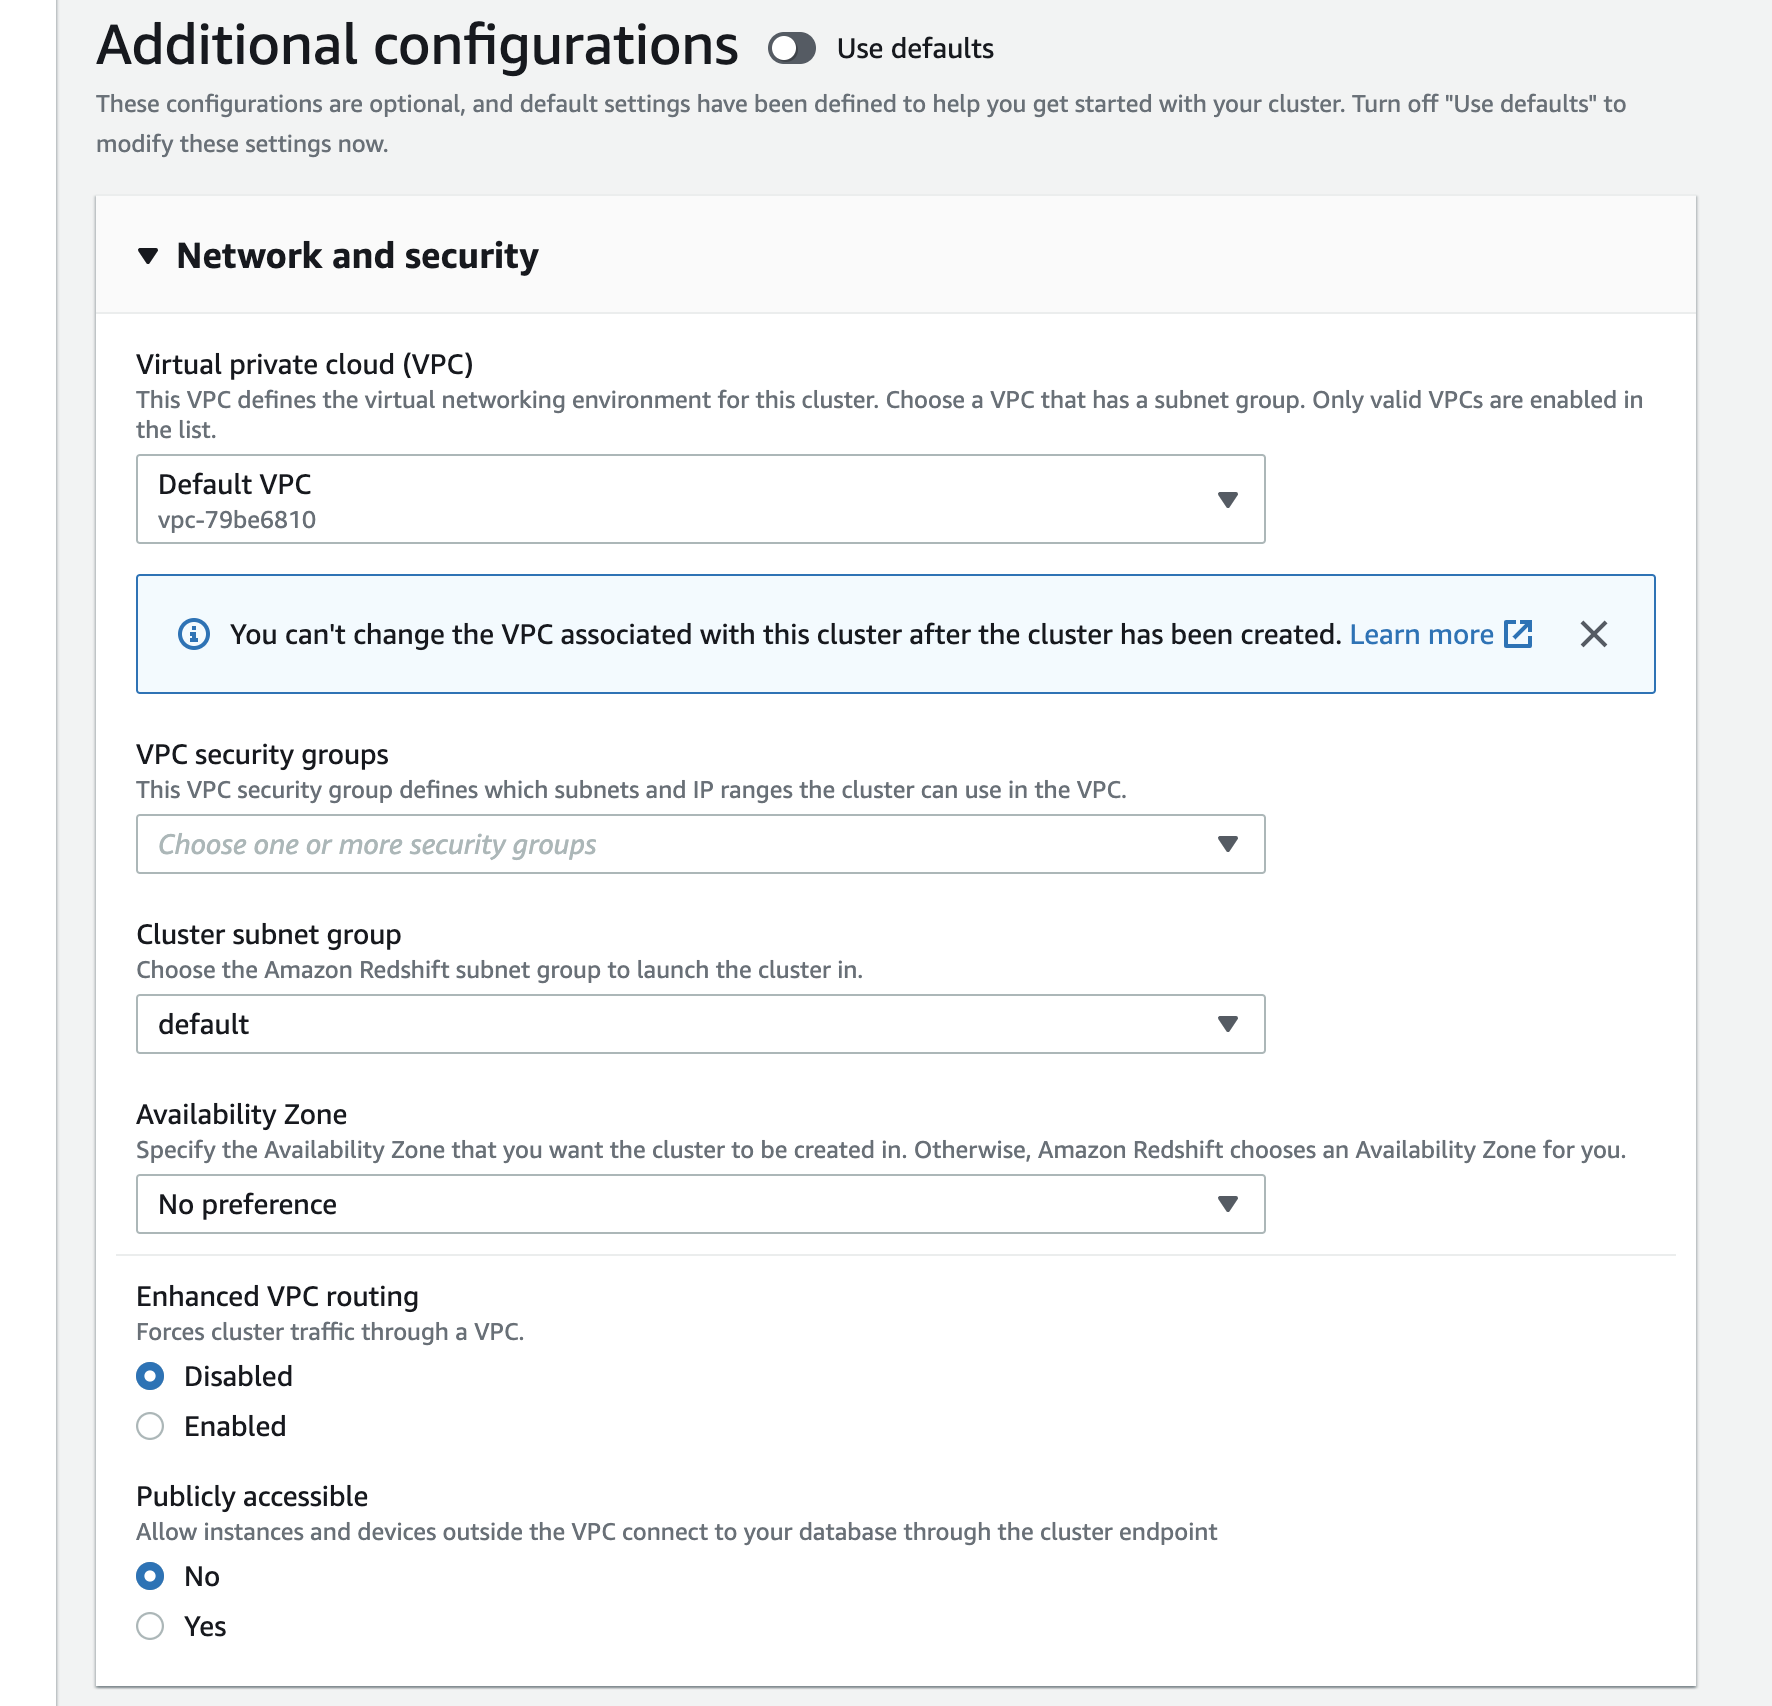 Additional configurations Use defaults
These configurations are optional, and default settings have been defined to help you get started with your cluster. Turn off "Use defaults" to
modify these settings now.
Network and security
Virtual private cloud (VPC)
This VPC defines the virtual networking environment for this cluster. Choose a VPC that has a subnet group. Only valid VPCs are enabled in
the list.
Default VPC
vpc-79be6810
You can't change the VPC associated with this cluster after the cluster has been created. Learn more
VPC security groups
This VPC security group defines which subnets and IP ranges the cluster can use in the VPC.
Choose one or more security groups
Cluster subnet group
Choose the Amazon Redshift subnet group to launch the cluster in.
default
Availability Zone
Specify the Availability Zone that you want the cluster to be created in. Otherwise, Amazon Redshift chooses an Availability Zone for you.
No preference
Enhanced VPC routing
Forces cluster traffic through a VPC.
Disabled
Enabled
Publicly accessible
Allow instances and devices outside the VPC connect to your database through the cluster endpoint
No
Yes